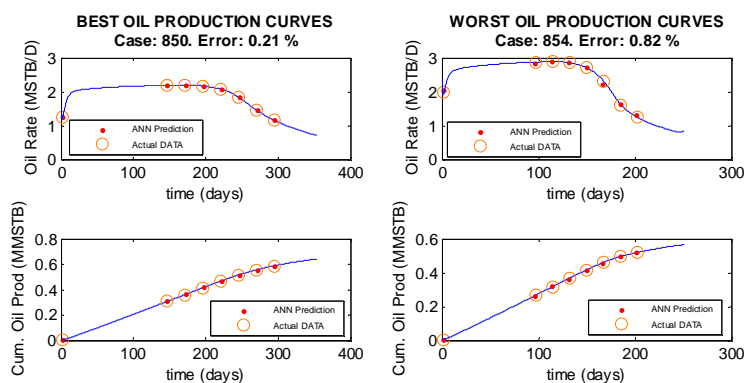 BEST OIL PRODUCTION CURVES
Case: 850. Error: 0.21 %
Oil Rate (MSTB/D)
3
2
1
0
ANN Prediction
Actual DATA
0
100
200
300
400
time (days)
WORST OIL PRODUCTION CURVES
Case: 854. Error: 0.82 %
Oil Rate (MSTB/D)
3
2
1
0
ANN Prediction
Actual DATA
0
100
200
300
time (days)
Cum. Oil Prod (MMSTB)
0.8
0.6
0.4
0.2
0
ANN Prediction
Actual DATA
0
100
200
300
400
time (days)
Cum. Oil Prod (MMSTB)
0.6
0.4
0.2
0
ANN Prediction
Actual DATA
0
100
200
300
time (days)